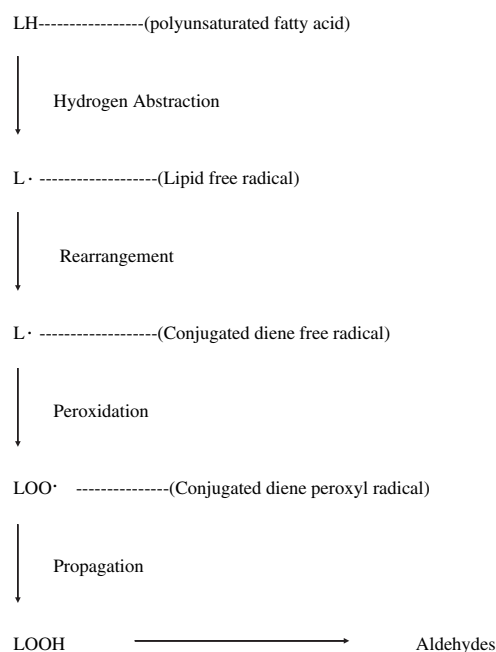 LH-----------------(polyunsaturated fatty acid)
Hydrogen Abstraction
L· -------------------(Lipid free radical)
Rearrangement
L· -------------------(Conjugated diene free radical)
Peroxidation
LOO· ---------------(Conjugated diene peroxyl radical)
Propagation
LOOH Aldehydes